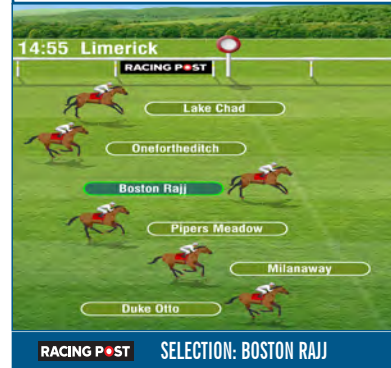 14:55 Limerick
RACING POST
Lake Chad
Onefortheditch
Boston Rajj
Pipers Meadow
Milanaway
Duke Otto
RACING POST SELECTION: BOSTON RAJJ